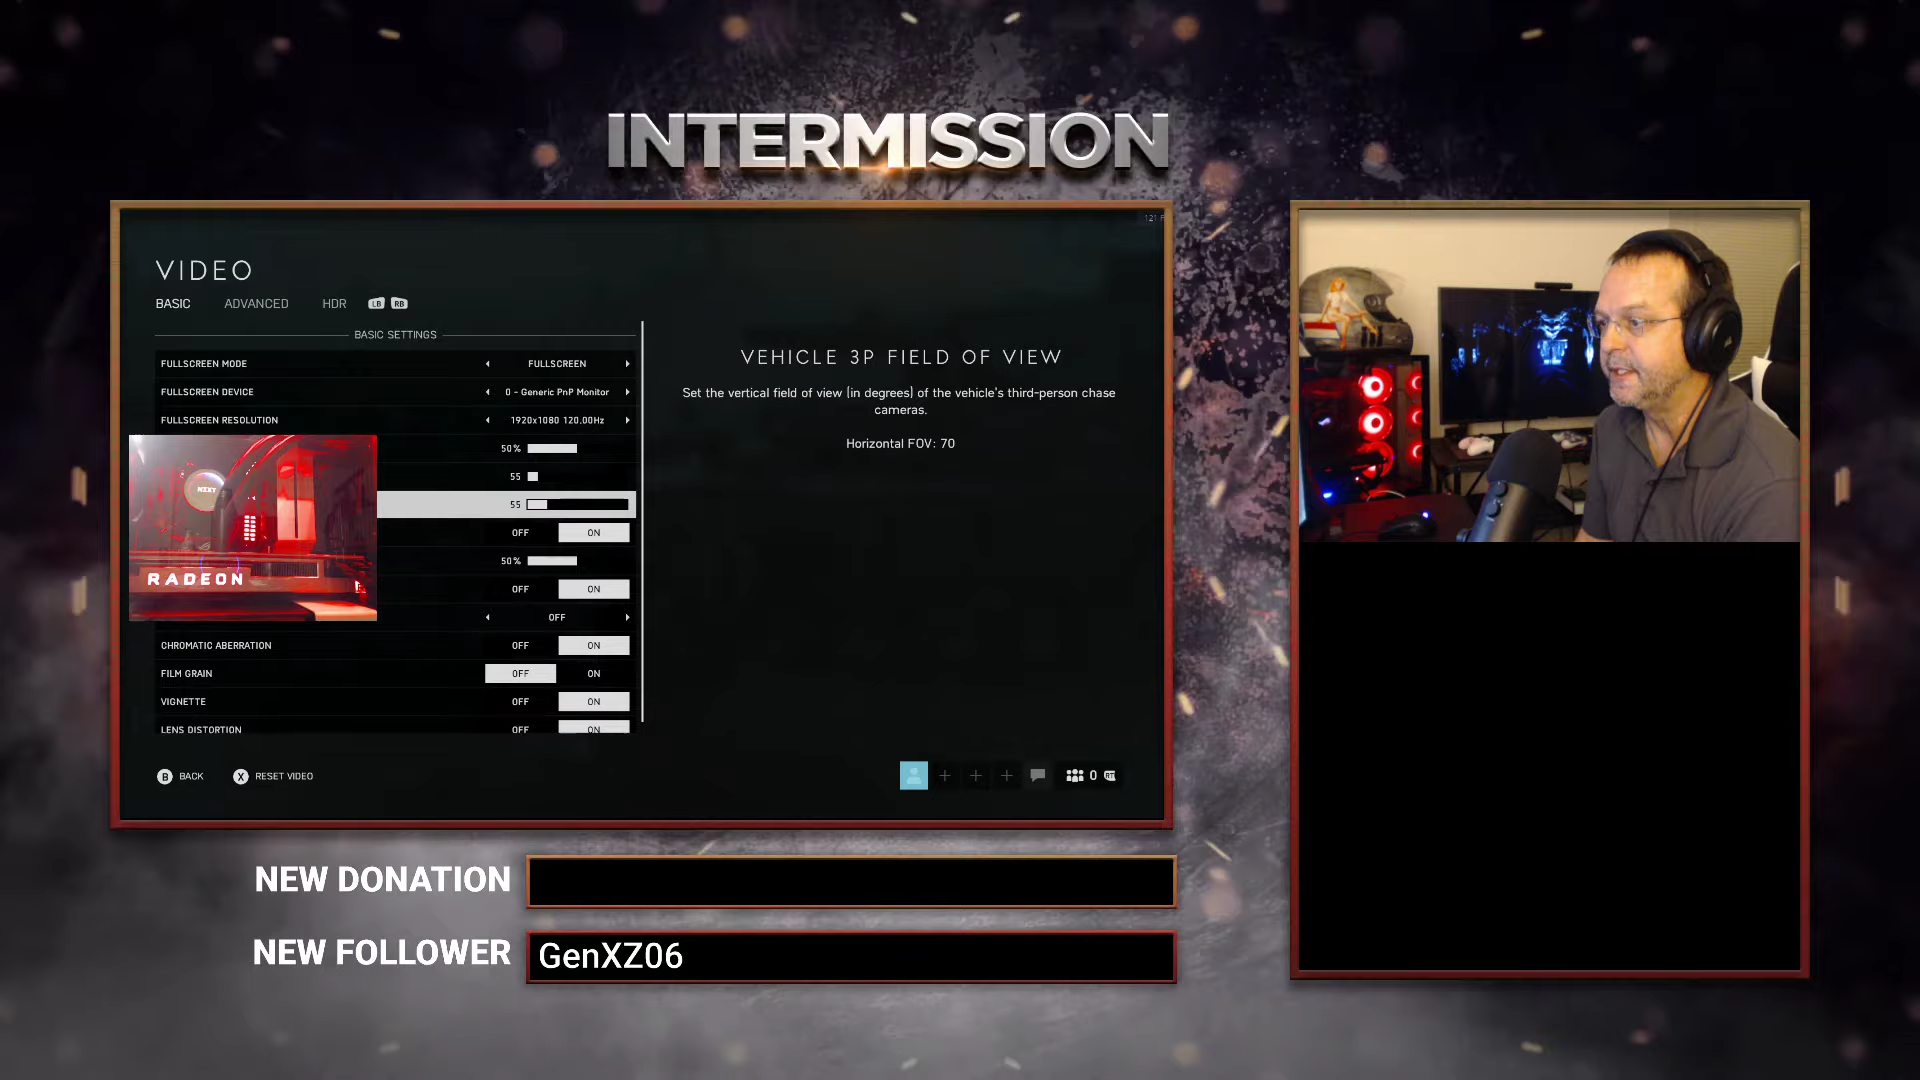 INTERMISSION
121 F
VIDEO
BASIC ADVANCED HDR LB RB
BASIC SETTINGS
FULLSCREEN MODE FULLSCREEN
FULLSCREEN DEVICE 0 - Generic PnP Monitor
FULLSCREEN RESOLUTION 1920x1080 120.00Hz
50%
55
55
OFF ON
50%
OFF ON
OFF
CHROMATIC ABERRATION OFF ON
FILM GRAIN OFF ON
VIGNETTE OFF ON
LENS DISTORTION OFF ON
NZXT
RADEON
VEHICLE 3P FIELD OF VIEW
Set the vertical field of view (in degrees) of the vehicle's third-person chase
cameras.
Horizontal FOV: 70
B BACK X RESET VIDEO
0 RT
NEW DONATION
NEW FOLLOWER GenXZ06